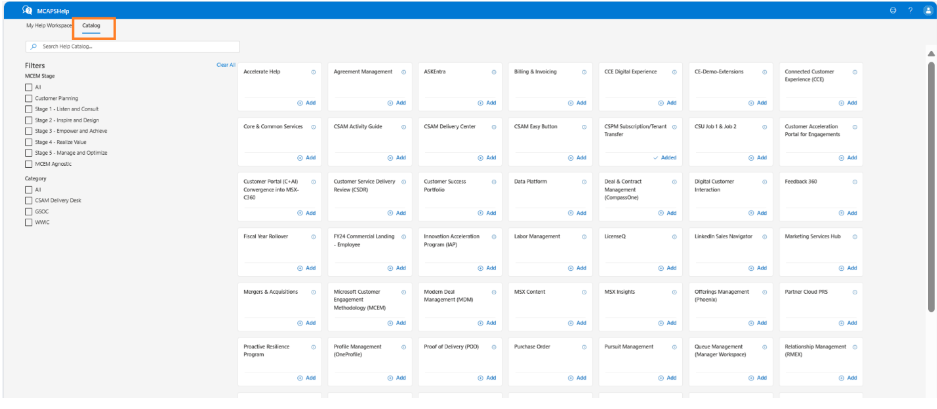 MCAPSHelp
?
My Help Workspace
Catalog
Search Help Catalog...
Filters
Clear All
MCEM Stage
All
Customer Planning
Stage 1 - Listen and Consult
Stage 2 - Inspire and Design
Stage 3 - Empower and Achieve
Stage 4 - Realize Value
Stage 5 - Manage and Optimize
MCEM Agnostic
Category
All
CSAM Delivery Desk
GSDC
WWIC
Accelerate Help
Add
Agreement Management
Add
ASKEntra
Add
Billing & Invoicing
Add
CCE Digital Experience
Add
CE-Demo-Extensions
Add
Connected Customer
Experience (CCE)
Add
Core & Common Services
Add
CSAM Activity Guide
Add
CSAM Delivery Center
Add
CSAM Easy Button
Add
CSPM Subscription/Tenant
Transfer
Added
CSU Job 1 & Job 2
Add
Customer Acceleration
Portal for Engagements
Add
Customer Portal (C+AI)
Convergence into MSX-
C360
Add
Customer Service Delivery
Review (CSDR)
Add
Customer Success
Portfolio
Add
Data Platform
Add
Deal & Contract
Management
(CompassOne)
Add
Digital Customer
Interaction
Add
Feedback 360
Add
Fiscal Year Rollover
Add
FY24 Commercial Landing
- Employee
Add
Innovation Acceleration
Program (IAP)
Add
Labor Management
Add
LicenseQ
Add
LinkedIn Sales Navigator
Add
Marketing Services Hub
Add
Mergers & Acquisitions
Add
Microsoft Customer
Engagement
Methodology (MCEM)
Add
Modern Deal
Management (MDM)
Add
MSX Content
Add
MSX Insights
Add
Offerings Management
(Phoenix)
Add
Partner Cloud PRS
Add
Proactive Resilience
Program
Add
Profile Management
(OneProfile)
Add
Proof of Delivery (POD)
Add
Purchase Order
Add
Pursuit Management
Add
Queue Management
(Manager Workspace)
Add
Relationship Management
(RMEX)
Add